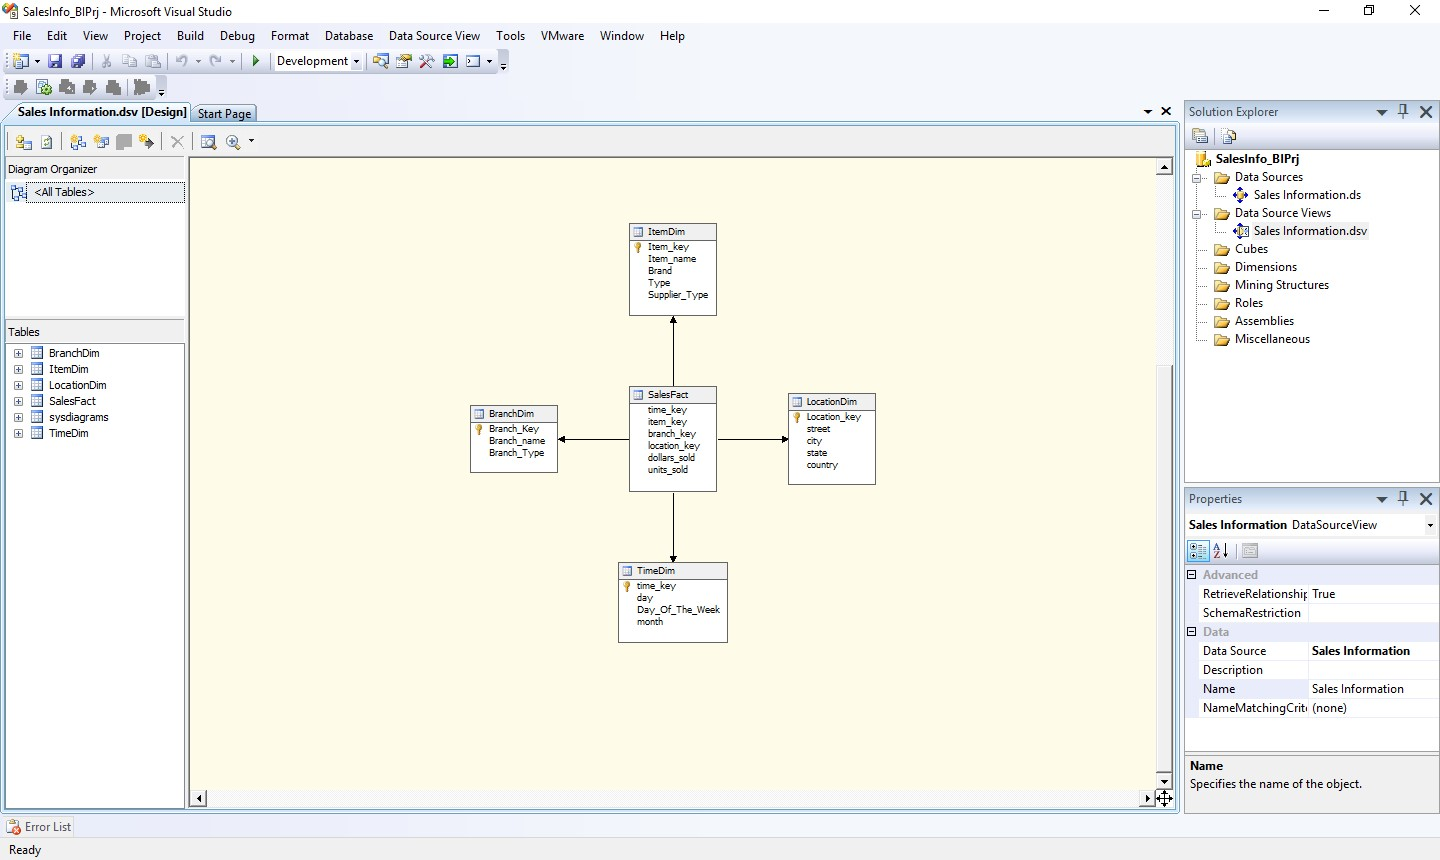 SalesInfo_BIPrj - Microsoft Visual Studio
File Edit View Project Build Debug Format Database Data Source View Tools VMware Window Help
Development
Sales Information.dsv [Design] Start Page
Diagram Organizer
<All Tables>
Tables
BranchDim
ItemDim
LocationDim
SalesFact
sysdiagrams
TimeDim
ItemDim
Item_key
Item_name
Brand
Type
Supplier_Type
SalesFact
time_key
item_key
branch_key
location_key
dollars_sold
units_sold
BranchDim
Branch_Key
Branch_name
Branch_Type
LocationDim
Location_key
street
city
state
country
TimeDim
time_key
day
Day_Of_The_Week
month
Solution Explorer
SalesInfo_BIPrj
Data Sources
Sales Information.ds
Data Source Views
Sales Information.dsv
Cubes
Dimensions
Mining Structures
Roles
Assemblies
Miscellaneous
Properties
Sales Information DataSourceView
Advanced
RetrieveRelationship True
SchemaRestriction
Data
Data Source Sales Information
Description
Name Sales Information
NameMatchingCrite (none)
Name
Specifies the name of the object.
Error List
Ready